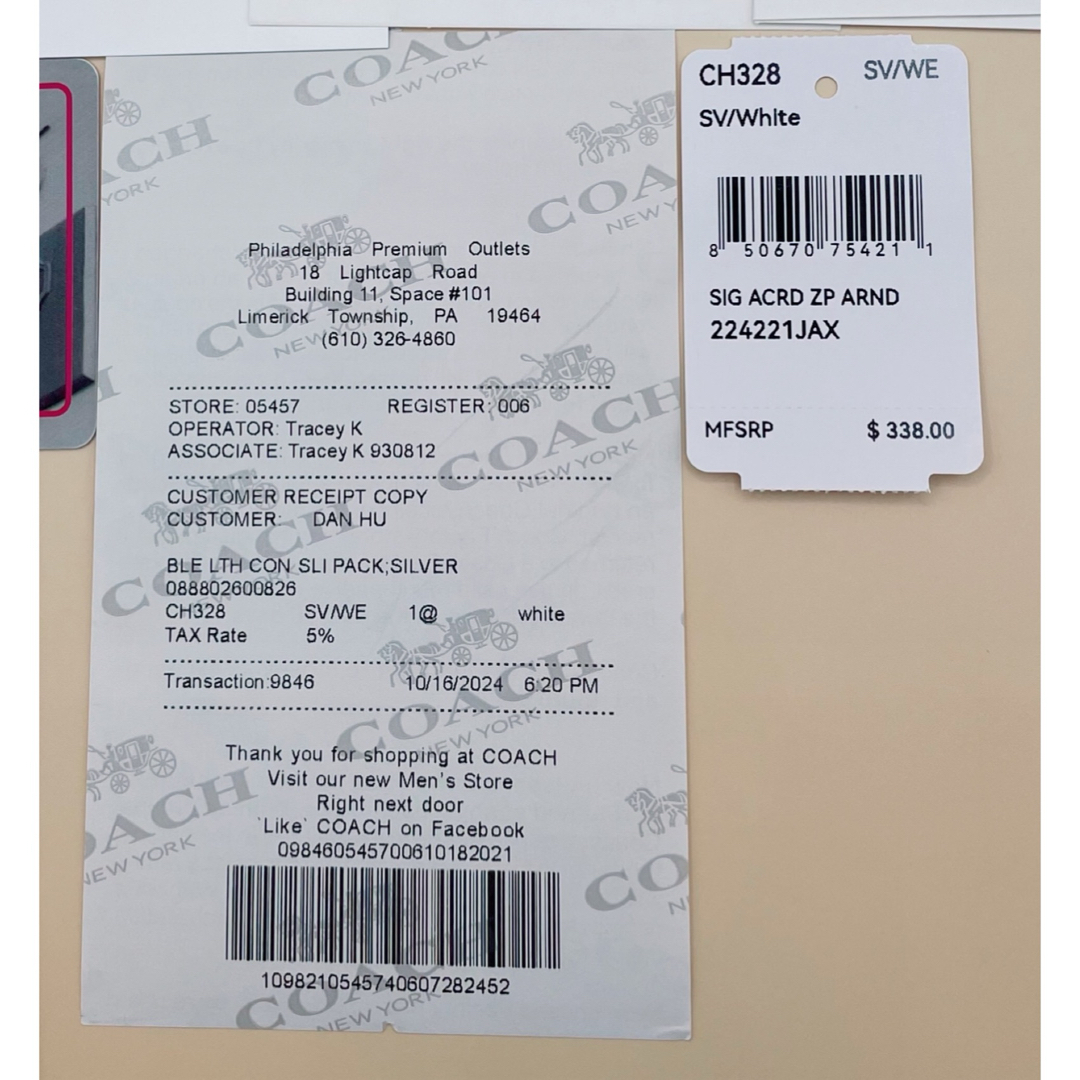 COACH
NEW YORK
Philadelphia Premium Outlets
18 Lightcap Road
Building 11, Space #101
Limerick Township, PA 19464
(610) 326-4860
STORE: 05457 REGISTER: 006
OPERATOR: Tracey K
ASSOCIATE: Tracey K 930812
CUSTOMER RECEIPT COPY
CUSTOMER: DAN HU
BLE LTH CON SLI PACK;SILVER
088802600826
CH328 SV/WE 1@ white
TAX Rate 5%
Transaction:9846 10/16/2024 6:20 PM
Thank you for shopping at COACH
Visit our new Men's Store
Right next door
`Like` COACH on Facebook
098460545700610182021
1098210545740607282452
CH328 SV/WE
SV/White
8 50670 75421 1
SIG ACRD ZP ARND
224221JAX
MFSRP $ 338.00